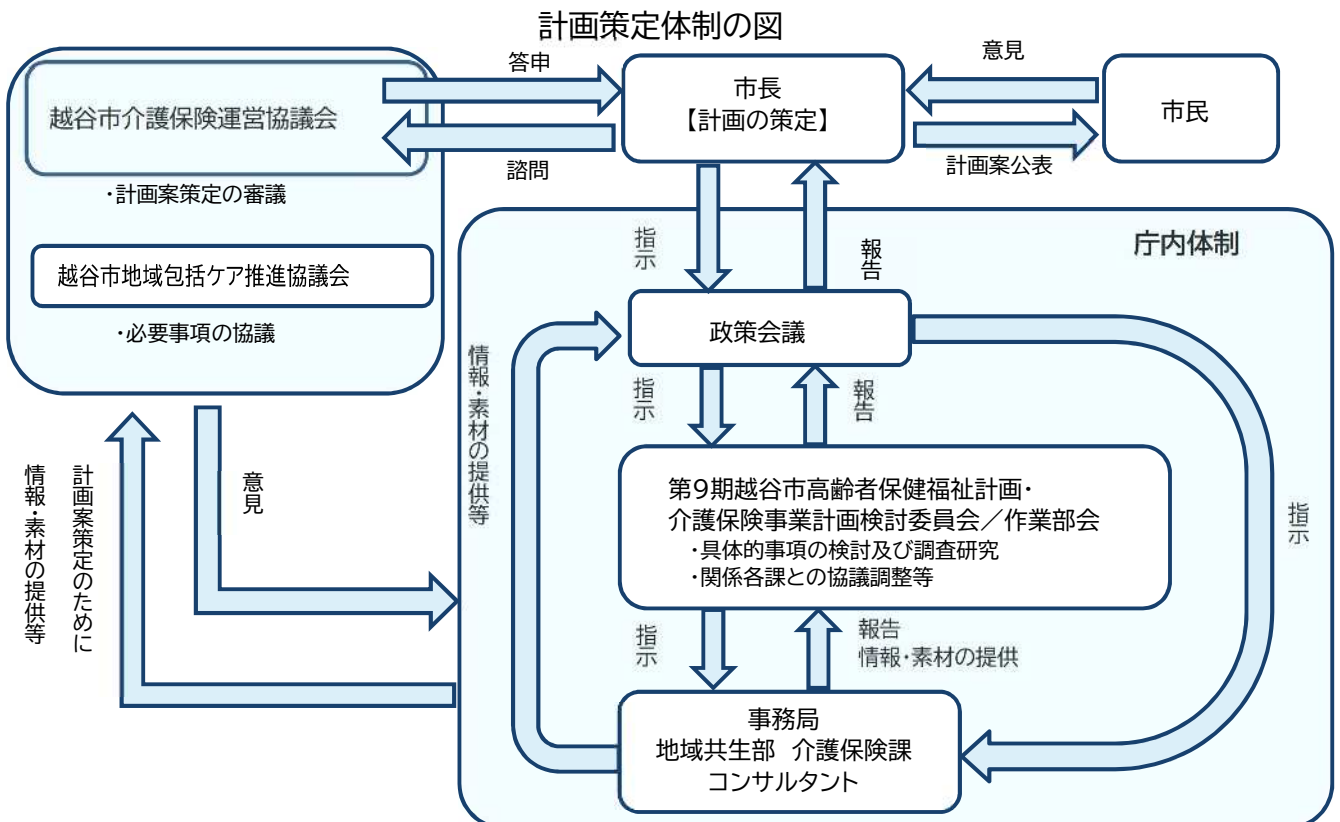 計画策定体制の図
越谷市介護保険運営協議会
・計画案策定の審議
越谷市地域包括ケア推進協議会
・必要事項の協議
答申
諮問
市長
【計画の策定】
意見
計画案公表
市民
庁内体制
指示
報告
政策会議
情報・素材の提供等
指示
報告
指示
第9期越谷市高齢者保健福祉計画・
介護保険事業計画検討委員会／作業部会
・具体的事項の検討及び調査研究
・関係各課との協議調整等
指示
報告
情報・素材の提供
事務局
地域共生部 介護保険課
コンサルタント
意見
計画案策定のために
情報・素材の提供等